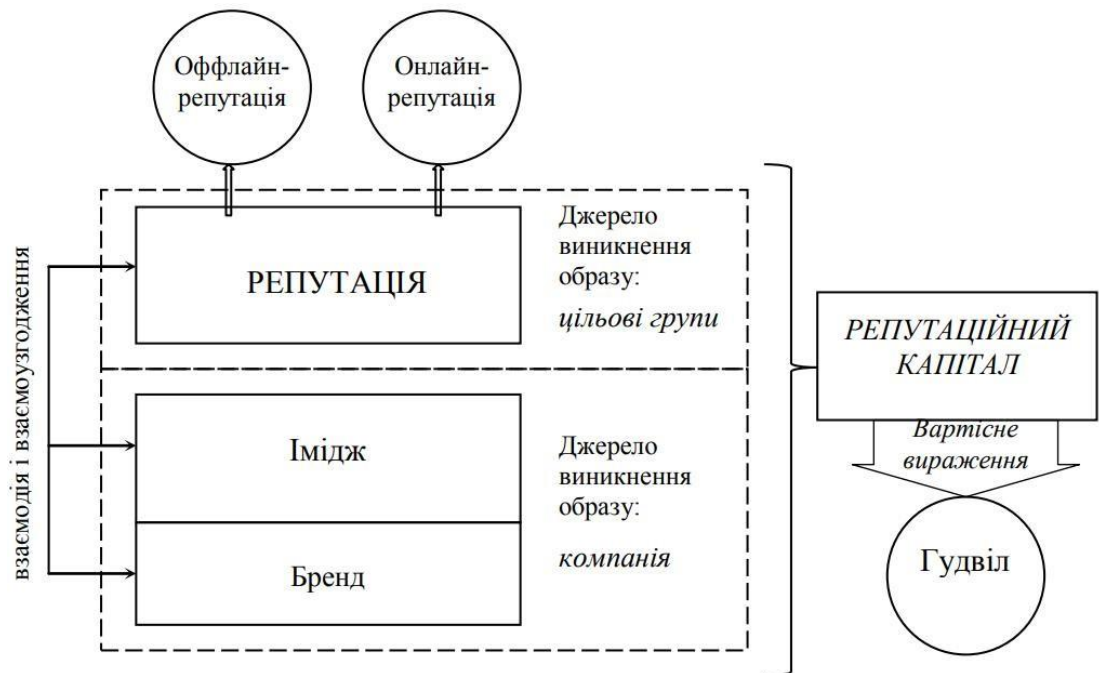 Оффлайн-
репутація
Онлайн-
репутація
взаємодія і взаємоузгодження
РЕПУТАЦІЯ
Джерело
виникнення
образу:
цільові групи
Імідж
Бренд
Джерело
виникнення
образу:
компанія
РЕПУТАЦІЙНИЙ
КАПІТАЛ
Вартісне
вираження
Гудвіл